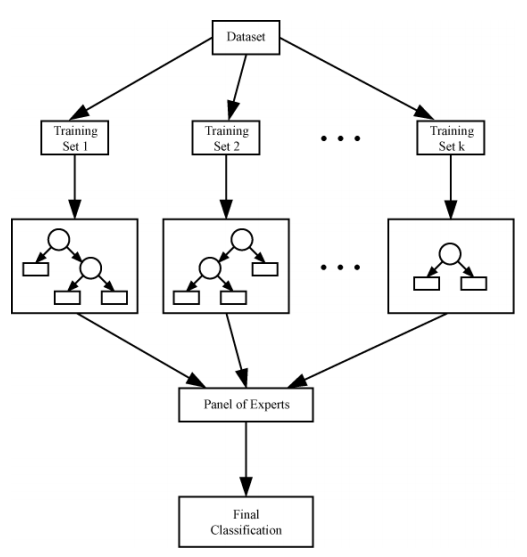 Dataset
Training
Set 1
Training
Set 2
Training
Set k
Panel of Experts
Final
Classification